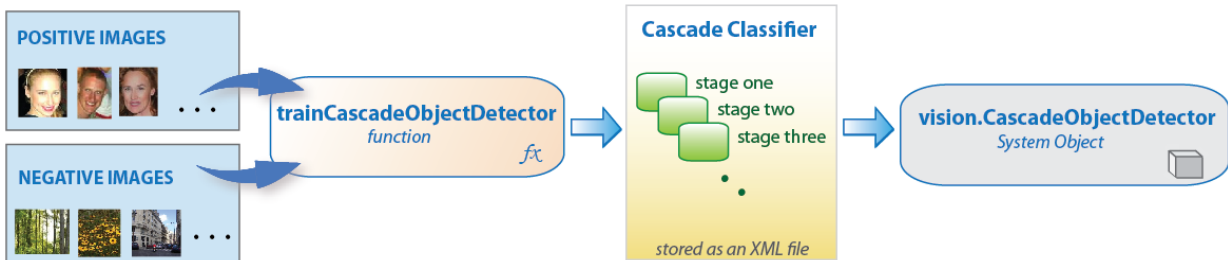 POSITIVE IMAGES
. . .
NEGATIVE IMAGES
. . .
trainCascadeObjectDetector
function
fx
Cascade Classifier
stage one
stage two
stage three
stored as an XML file
vision.CascadeObjectDetector
System Object